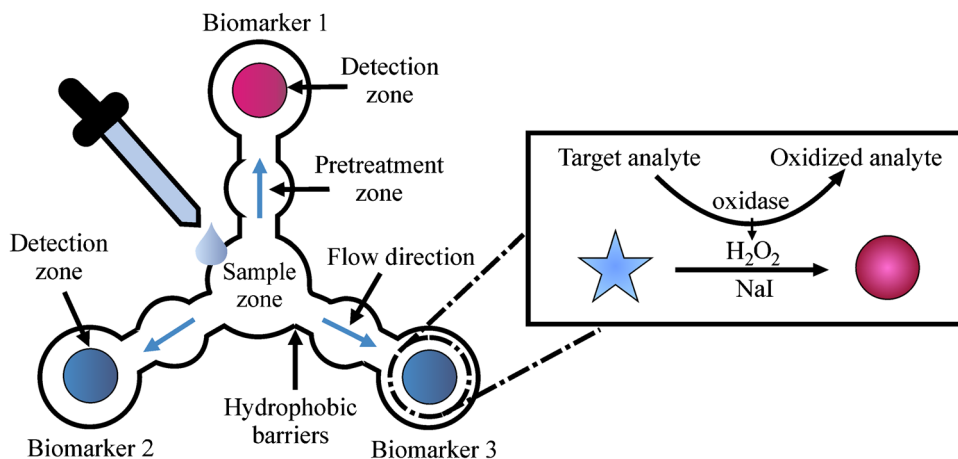 Biomarker 1
Detection
zone
Pretreatment
zone
Detection
zone
Sample
zone
Flow direction
Hydrophobic
barriers
Biomarker 2
Biomarker 3
Target analyte
Oxidized analyte
oxidase
H₂O₂
NaI